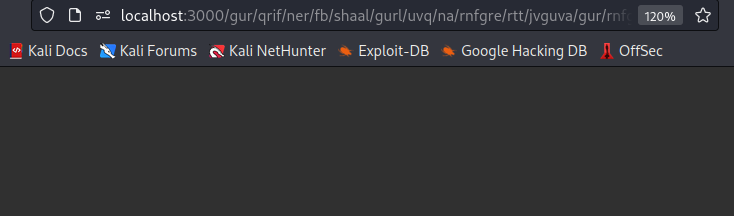 localhost:3000/gur/qrif/ner/fb/shaal/gurl/uvq/na/rnfgre/rtt/jvguva/gur/rnf 120%
Kali Docs Kali Forums Kali NetHunter Exploit-DB Google Hacking DB OffSec